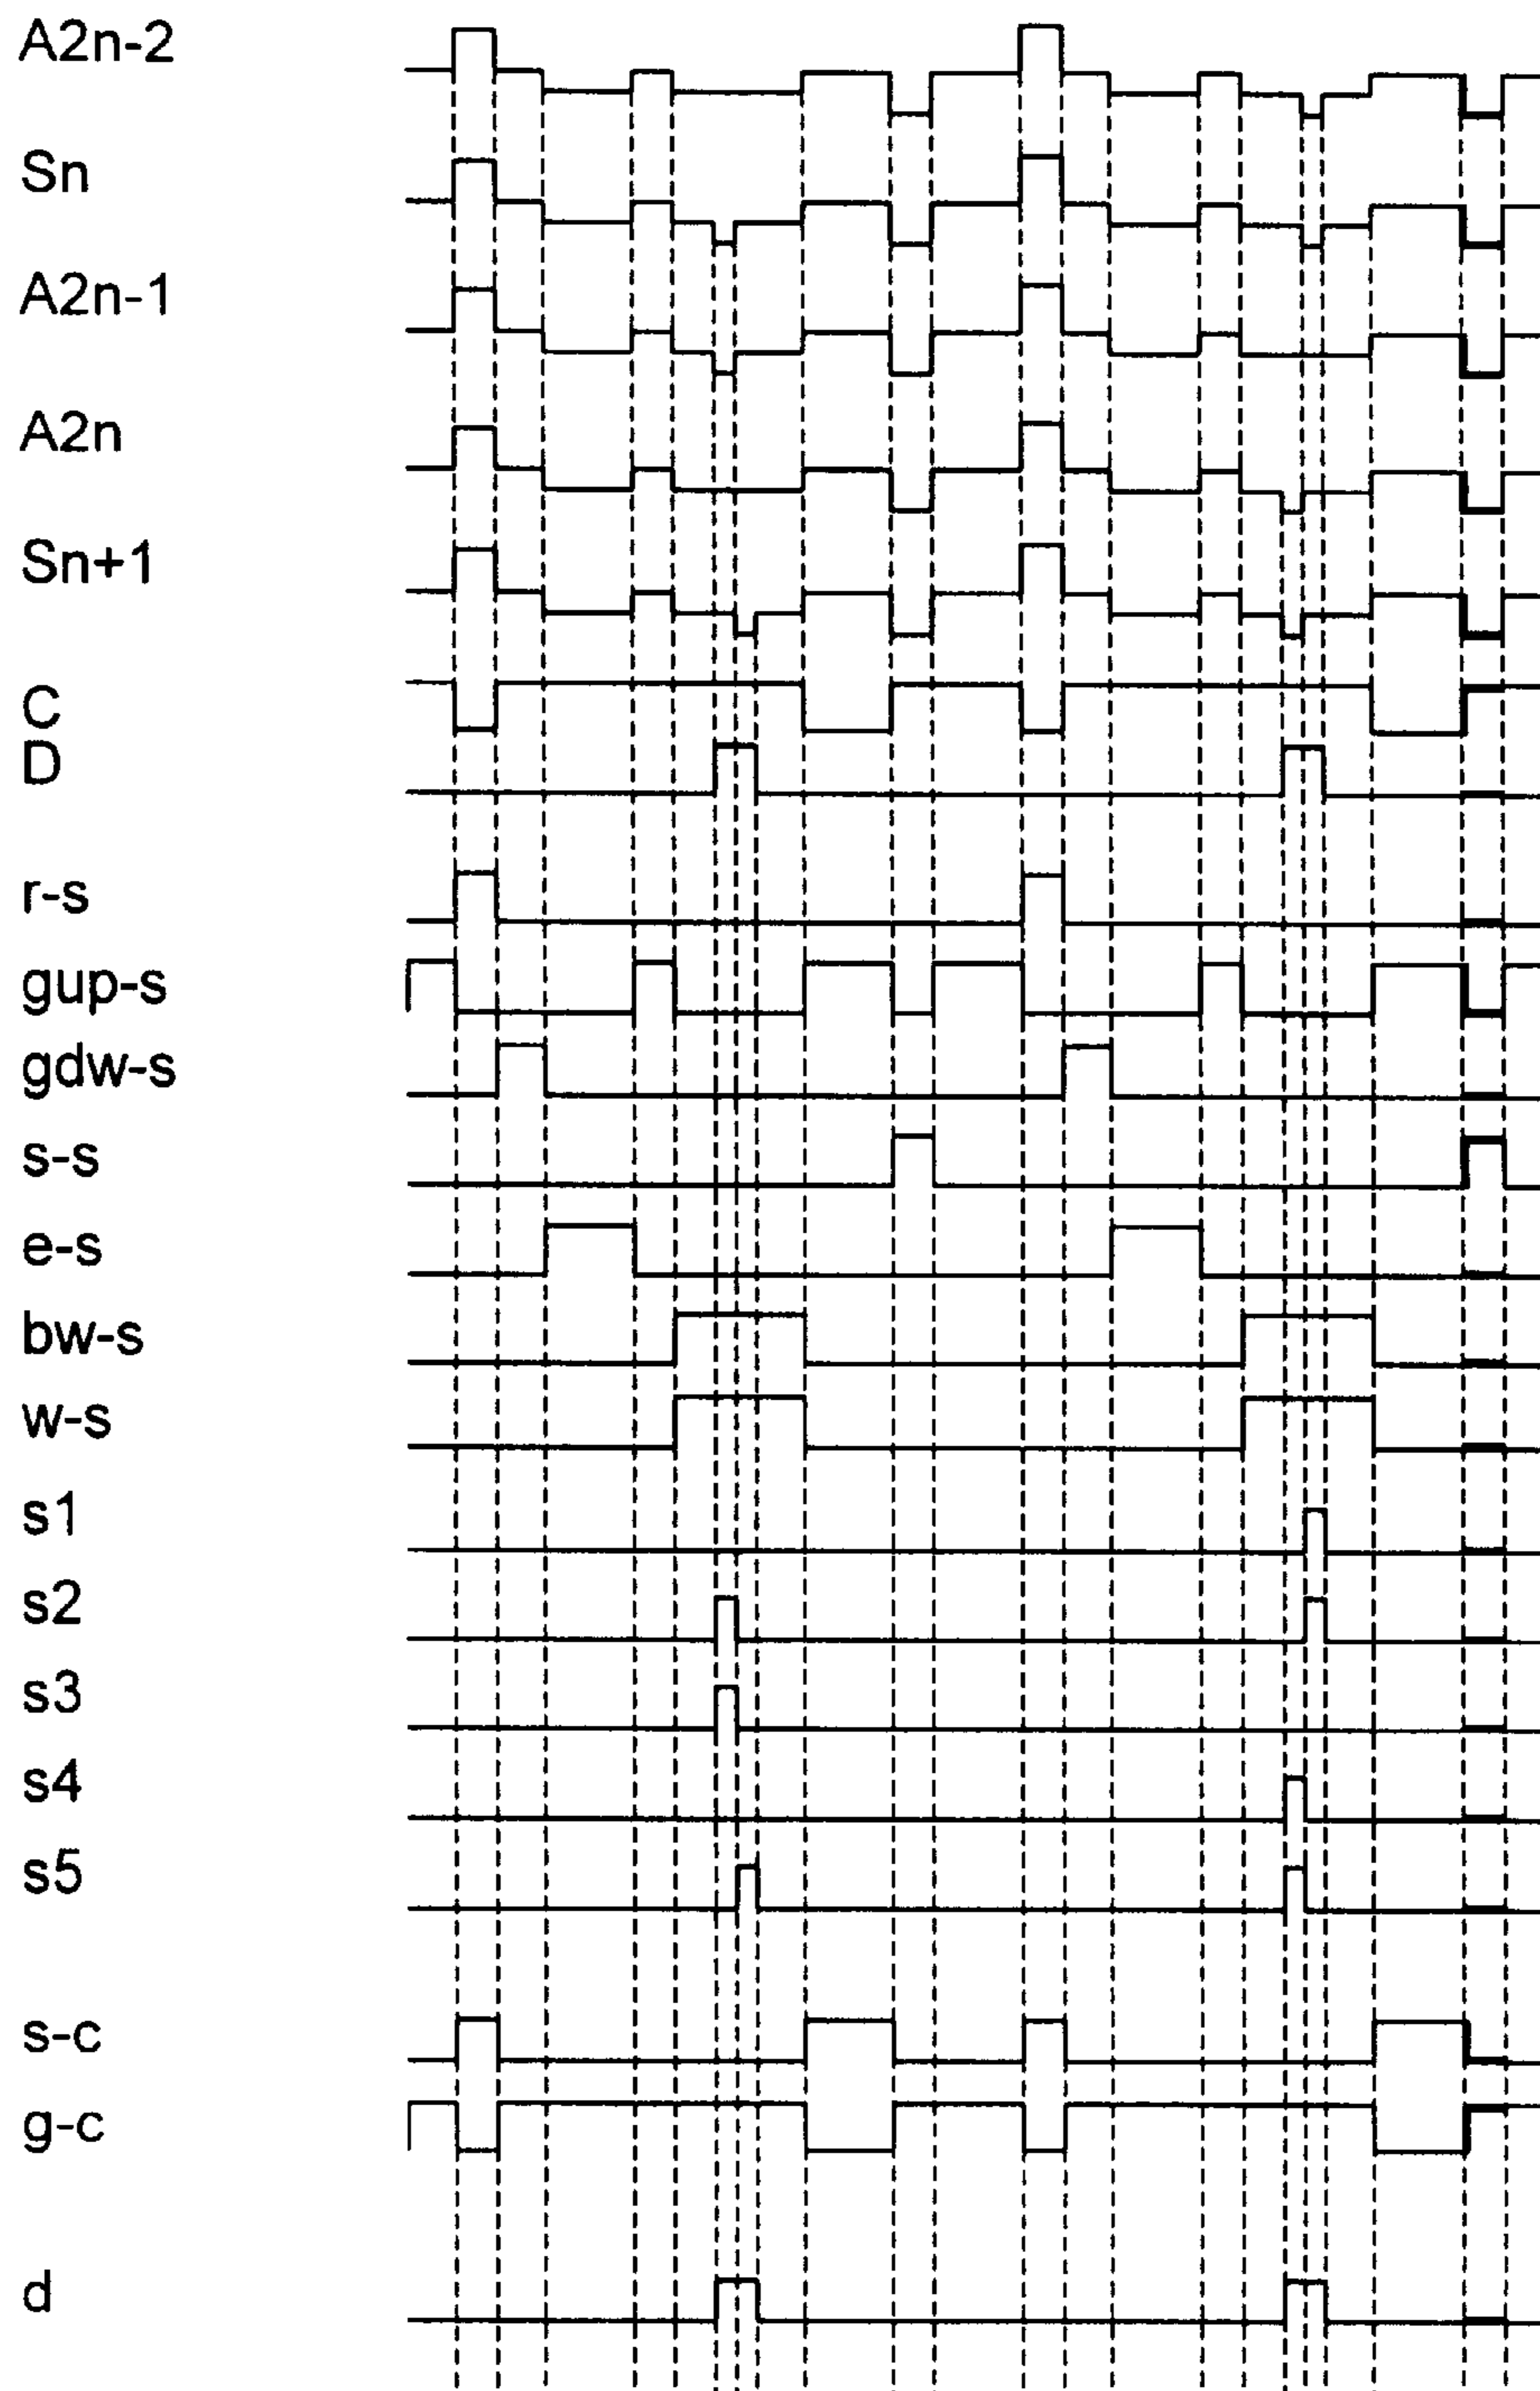 A2n-2
Sn
A2n-1
A2n
Sn+1
C
D
r-s
gup-s
gdw-s
s-s
e-s
bw-s
w-s
s1
s2
s3
s4
s5
s-c
g-c
d